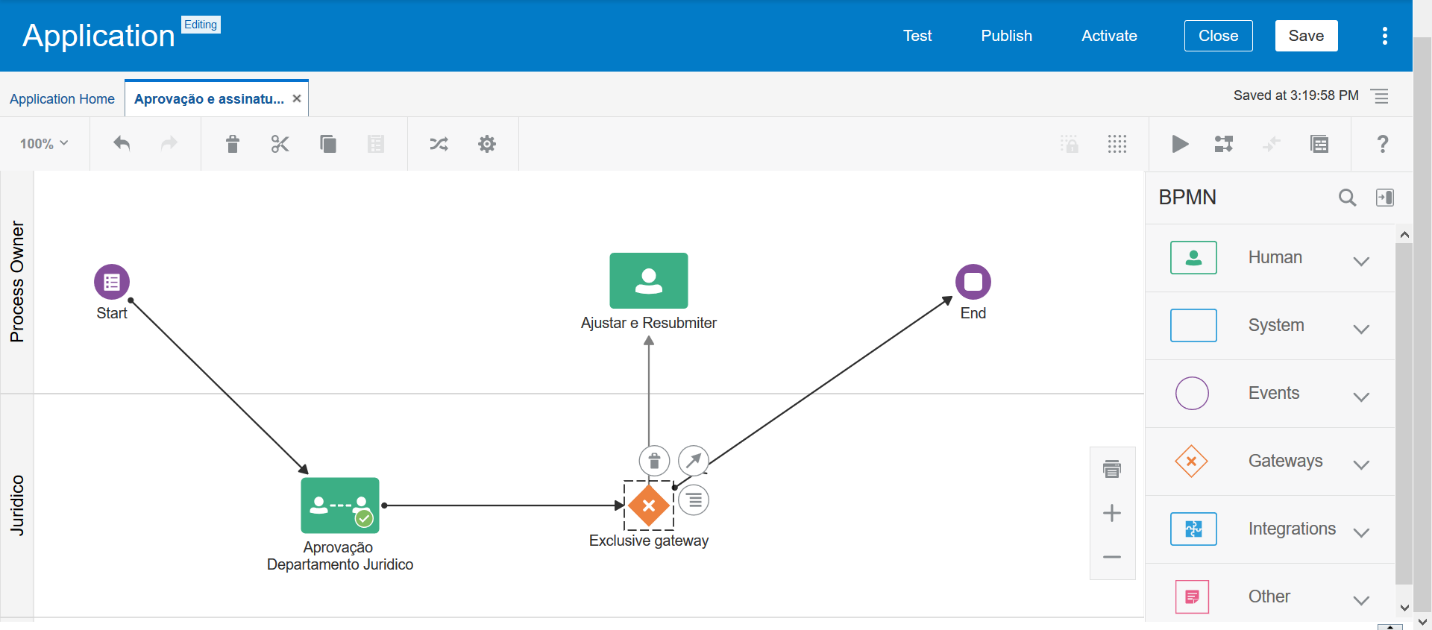 Application Editing
Test Publish Activate Close Save
Application Home Aprovação e assinatu... ×
Saved at 3:19:58 PM
100%
?
BPMN
Process Owner
Start
Ajustar e Resubmiter
End
Juridico
Aprovação
Departamento Juridico
Exclusive gateway
Human
System
Events
Gateways
Integrations
Other